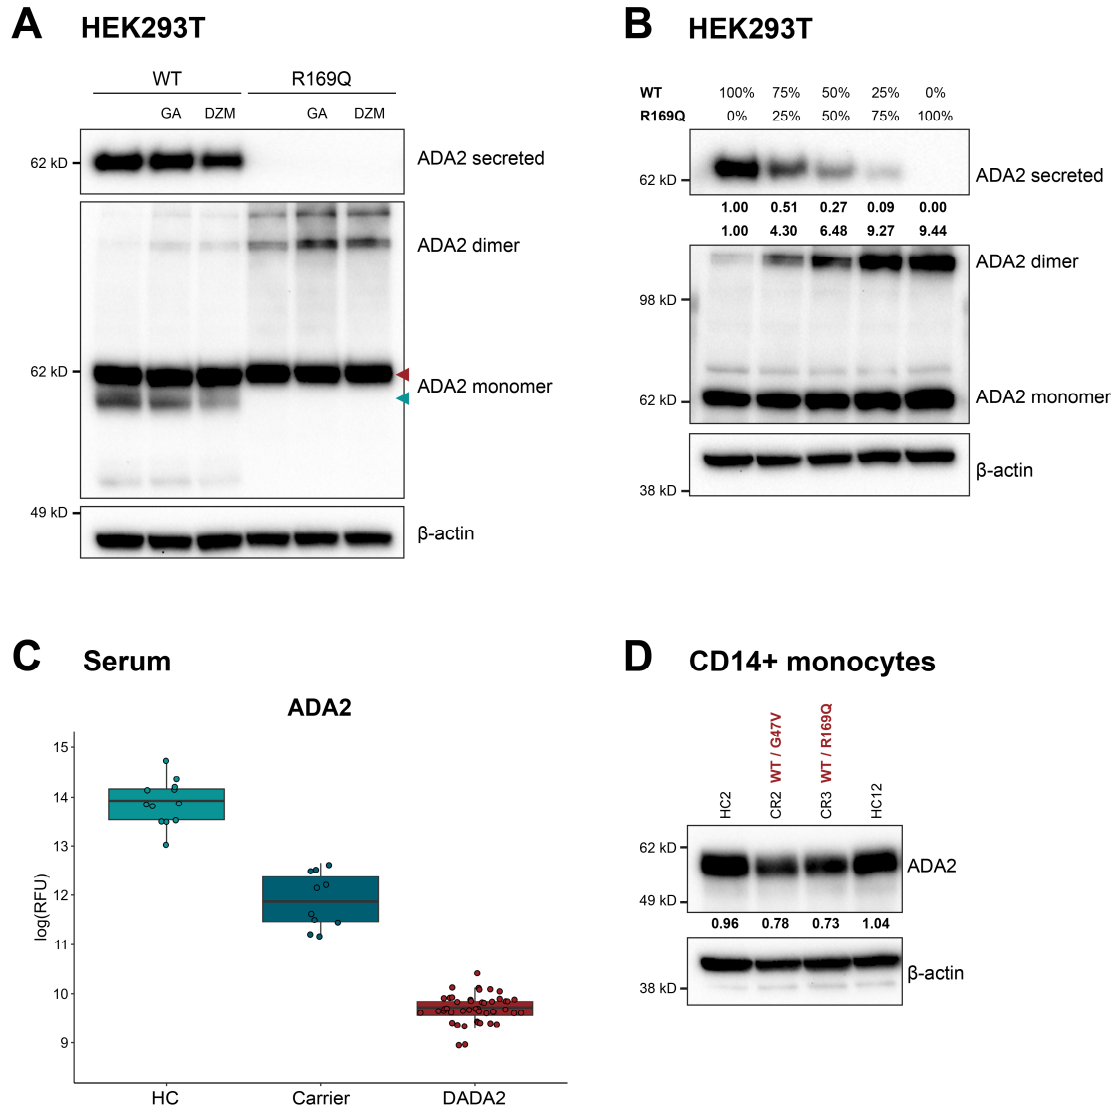 A HEK293T
WT R169Q
GA DZM GA DZM
62 kD ADA2 secreted
ADA2 dimer
62 kD
ADA2 monomer
49 kD
β-actin
B HEK293T
WT 100% 75% 50% 25% 0%
R169Q 0% 25% 50% 75% 100%
62 kD ADA2 secreted
1.00 0.51 0.27 0.09 0.00
1.00 4.30 6.48 9.27 9.44
ADA2 dimer
98 kD
62 kD ADA2 monomer
β-actin
38 kD
C Serum
ADA2
log(RFU)
15
14
13
12
11
10
9
HC Carrier DADA2
D CD14+ monocytes
HC2
CR2 WT / G47V
CR3 WT / R169Q
HC12
62 kD
ADA2
49 kD
0.96 0.78 0.73 1.04
β-actin
38 kD